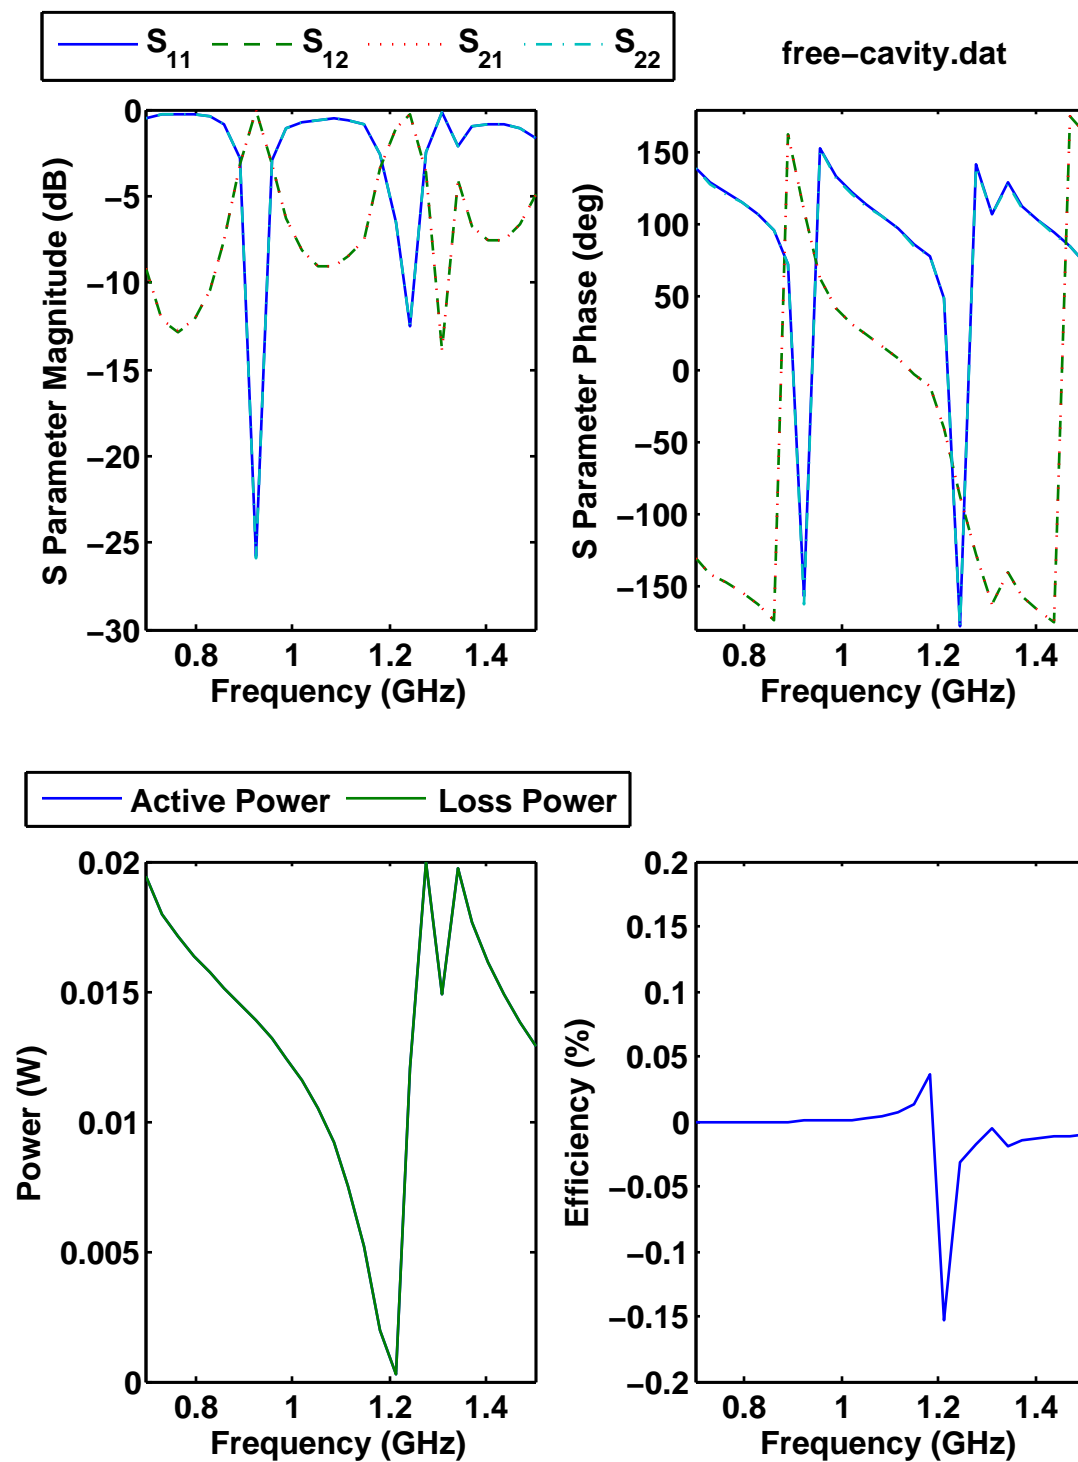 S11 S12 S21 S22
free−cavity.dat
0
−5
−10
−15
−20
−25
−30
S Parameter Magnitude (dB)
0.8 1 1.2 1.4
Frequency (GHz)
150
100
50
0
−50
−100
−150
S Parameter Phase (deg)
0.8 1 1.2 1.4
Frequency (GHz)
Active Power Loss Power
0.02
0.015
0.01
0.005
0
Power (W)
0.8 1 1.2 1.4
Frequency (GHz)
0.2
0.15
0.1
0.05
0
−0.05
−0.1
−0.15
−0.2
Efficiency (%)
0.8 1 1.2 1.4
Frequency (GHz)